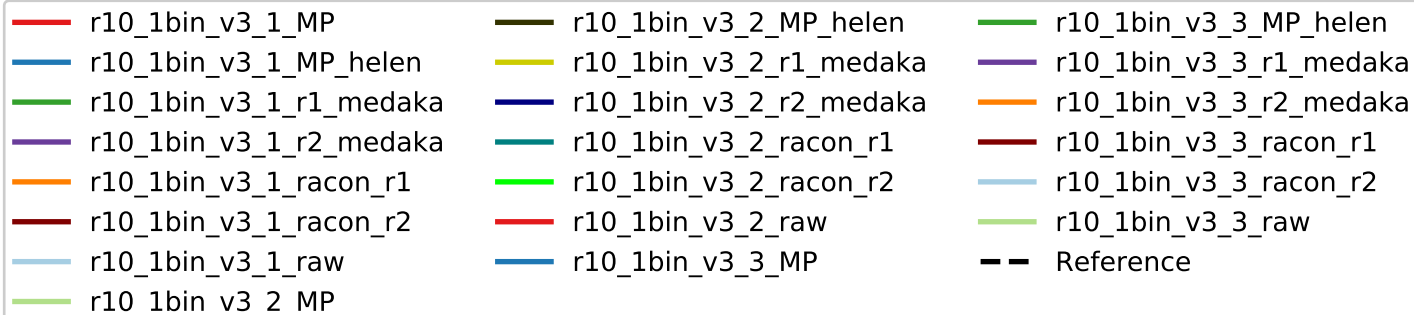 r10_1bin_v3_1_MP
r10_1bin_v3_1_MP_helen
r10_1bin_v3_1_r1_medaka
r10_1bin_v3_1_r2_medaka
r10_1bin_v3_1_racon_r1
r10_1bin_v3_1_racon_r2
r10_1bin_v3_1_raw
r10_1bin_v3_2_MP
r10_1bin_v3_2_MP_helen
r10_1bin_v3_2_r1_medaka
r10_1bin_v3_2_r2_medaka
r10_1bin_v3_2_racon_r1
r10_1bin_v3_2_racon_r2
r10_1bin_v3_2_raw
r10_1bin_v3_3_MP
r10_1bin_v3_3_MP_helen
r10_1bin_v3_3_r1_medaka
r10_1bin_v3_3_r2_medaka
r10_1bin_v3_3_racon_r1
r10_1bin_v3_3_racon_r2
r10_1bin_v3_3_raw
Reference